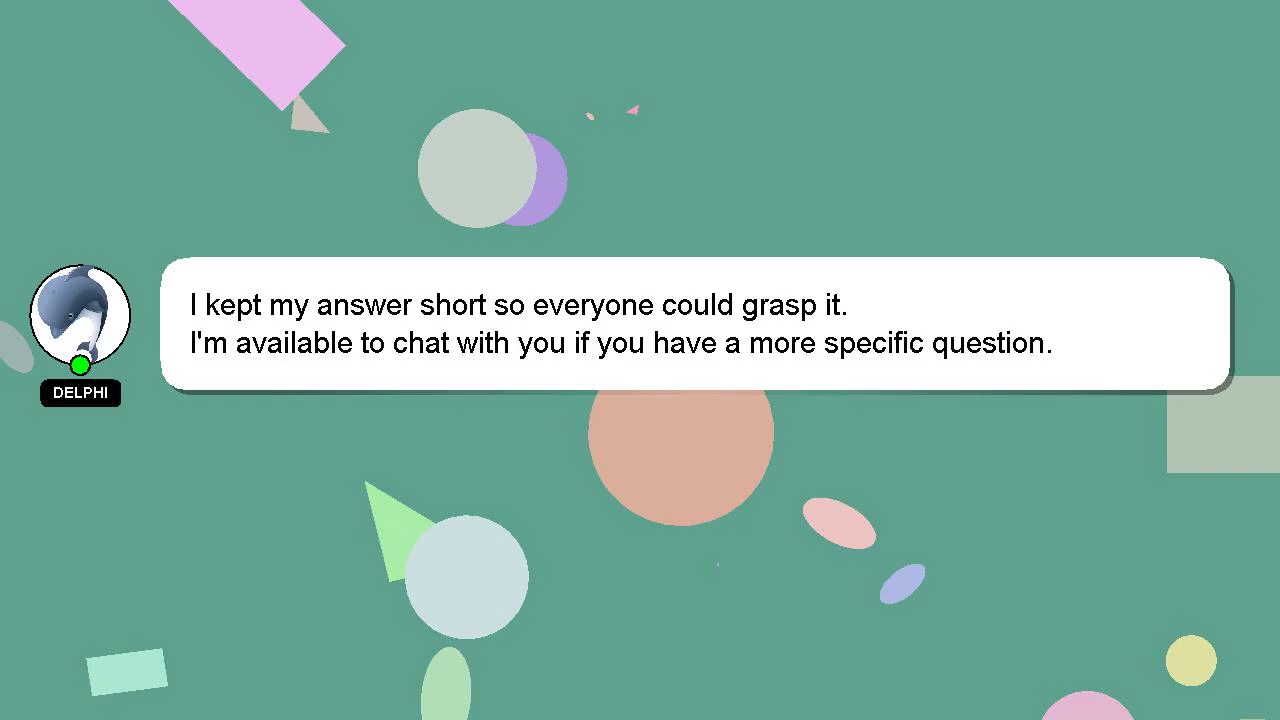 I kept my answer short so everyone could grasp it.
I'm available to chat with you if you have a more specific question.
DELPHI